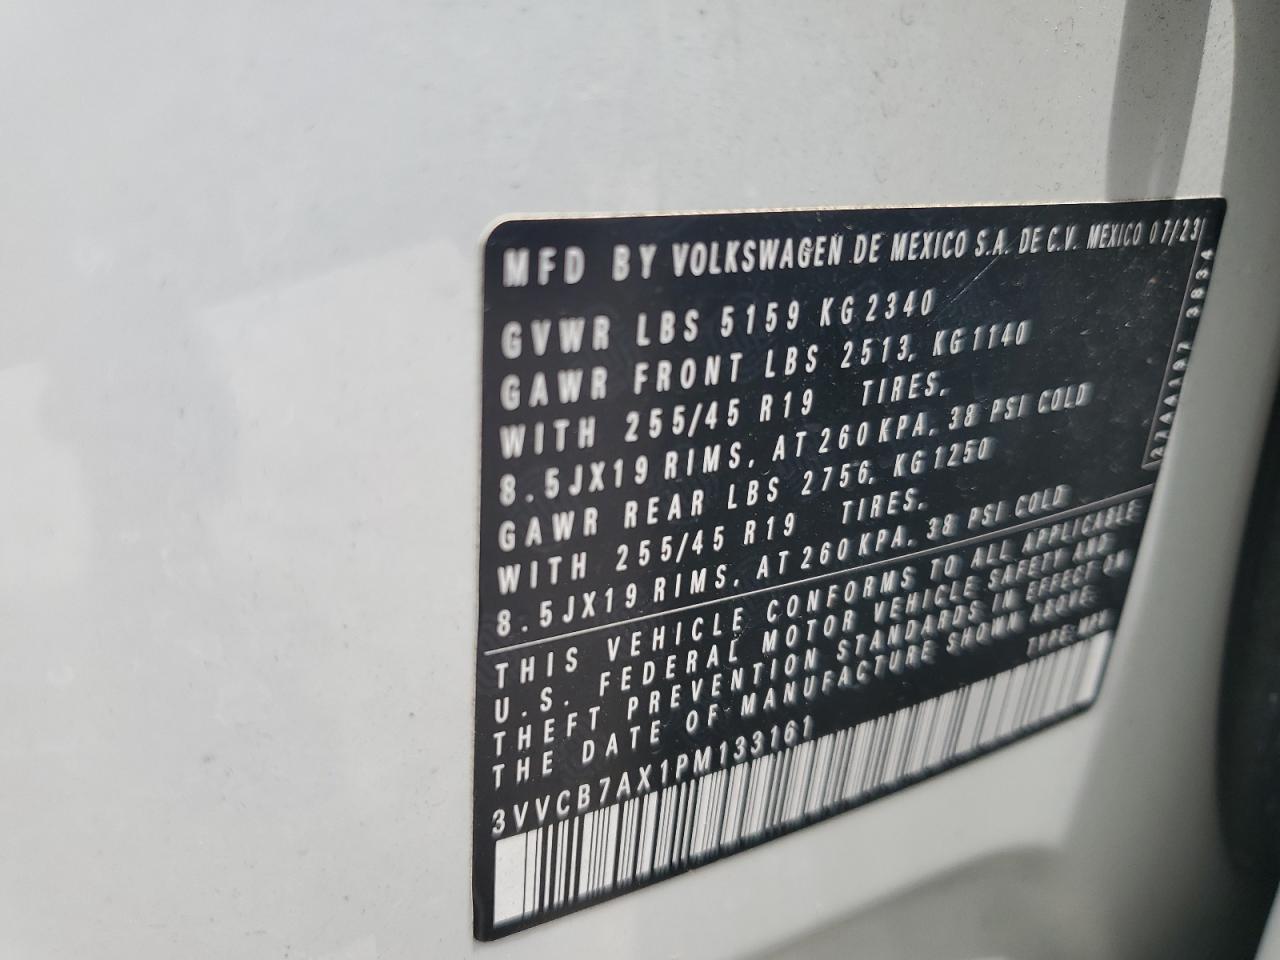 MFD BY VOLKSWAGEN DE MEXICO S.A. DE C.V. MEXICO 07/23
GVWR LBS 5159 KG 2340
GAWR FRONT LBS 2513, KG 1140
WITH 255/45 R19 TIRES,
8.5JX19 RIMS, AT 260 KPA, 38 PSI COLD
GAWR REAR LBS 2756, KG 1250
WITH 255/45 R19 TIRES,
8.5JX19 RIMS, AT 260 KPA, 38 PSI COLD
THIS VEHICLE CONFORMS TO ALL APPLICABLE
U.S. FEDERAL MOTOR VEHICLE SAFETY AND
THEFT PREVENTION STANDARDS IN EFFECT ON
THE DATE OF MANUFACTURE SHOWN ABOVE.
TYPE: MPV
3VVCB7AX1PM133161